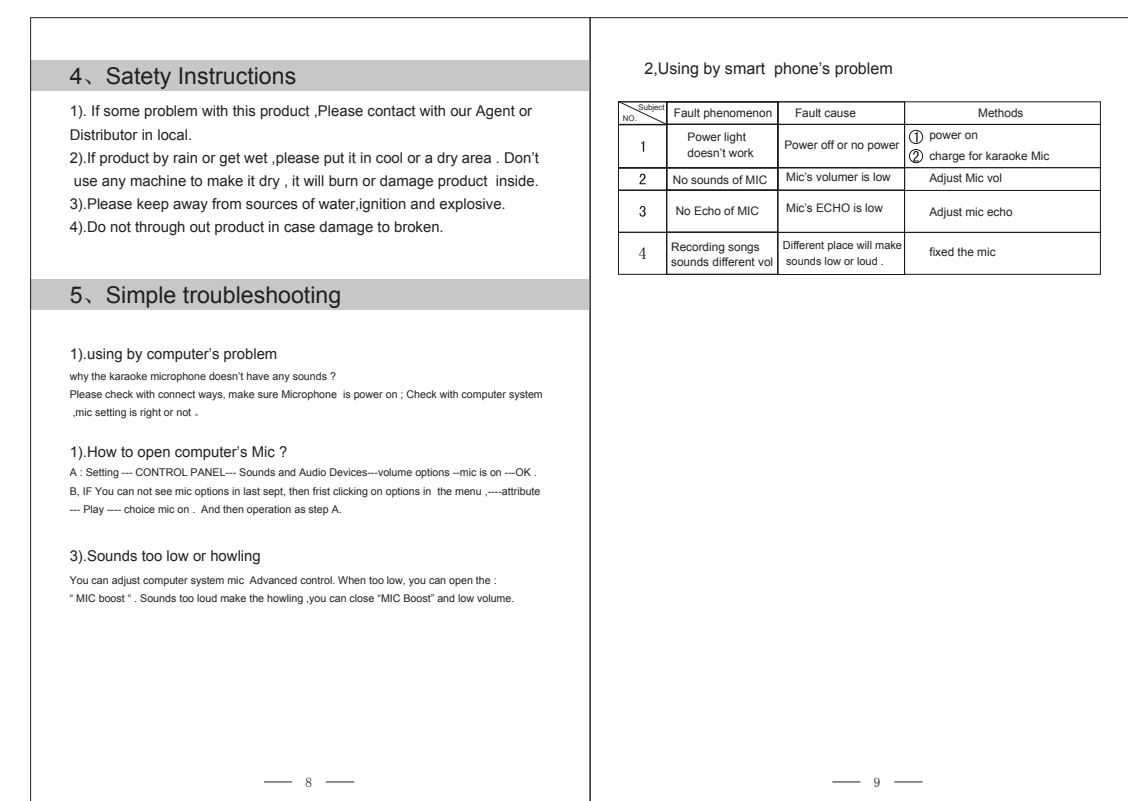 4、Satety Instructions
1). If some problem with this product ,Please contact with our Agent or
Distributor in local.
2).If product by rain or get wet ,please put it in cool or a dry area . Don't
use any machine to make it dry , it will burn or damage product inside.
3).Please keep away from sources of water,ignition and explosive.
4).Do not through out product in case damage to broken.
5、Simple troubleshooting
1).using by computer's problem
why the karaoke microphone doesn't have any sounds ?
Please check with connect ways, make sure Microphone is power on ; Check with computer system
,mic setting is right or not 。
1).How to open computer's Mic ?
A : Setting --- CONTROL PANEL--- Sounds and Audio Devices---volume options --mic is on ---OK .
B, IF You can not see mic options in last sept, then frist clicking on options in the menu ,----attribute
--- Play ---- choice mic on . And then operation as step A.
3).Sounds too low or howling
You can adjust computer system mic Advanced control. When too low, you can open the :
“ MIC boost “ . Sounds too loud make the howling ,you can close “MIC Boost” and low volume.
8
2,Using by smart phone's problem
Subject
NO.
Fault phenomenon
Fault cause
Methods
1
Power light
doesn't work
Power off or no power
① power on
② charge for karaoke Mic
2
No sounds of MIC
Mic's volumer is low
Adjust Mic vol
3
No Echo of MIC
Mic's ECHO is low
Adjust mic echo
4
Recording songs
sounds different vol
Different place will make
sounds low or loud .
fixed the mic
9